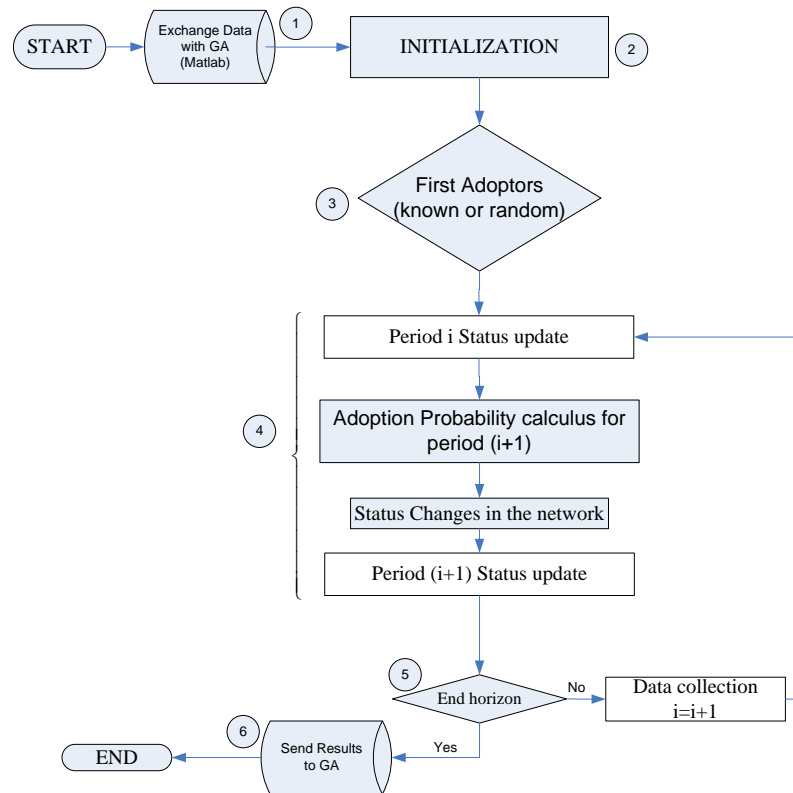 START
Exchange Data
with GA
(Matlab)
1
INITIALIZATION
2
First Adoptors
(known or random)
3
Period i Status update
4
Adoption Probability calculus for
period (i+1)
Status Changes in the network
Period (i+1) Status update
5
End horizon
No
Data collection
i=i+1
6
Yes
Send Results
to GA
END